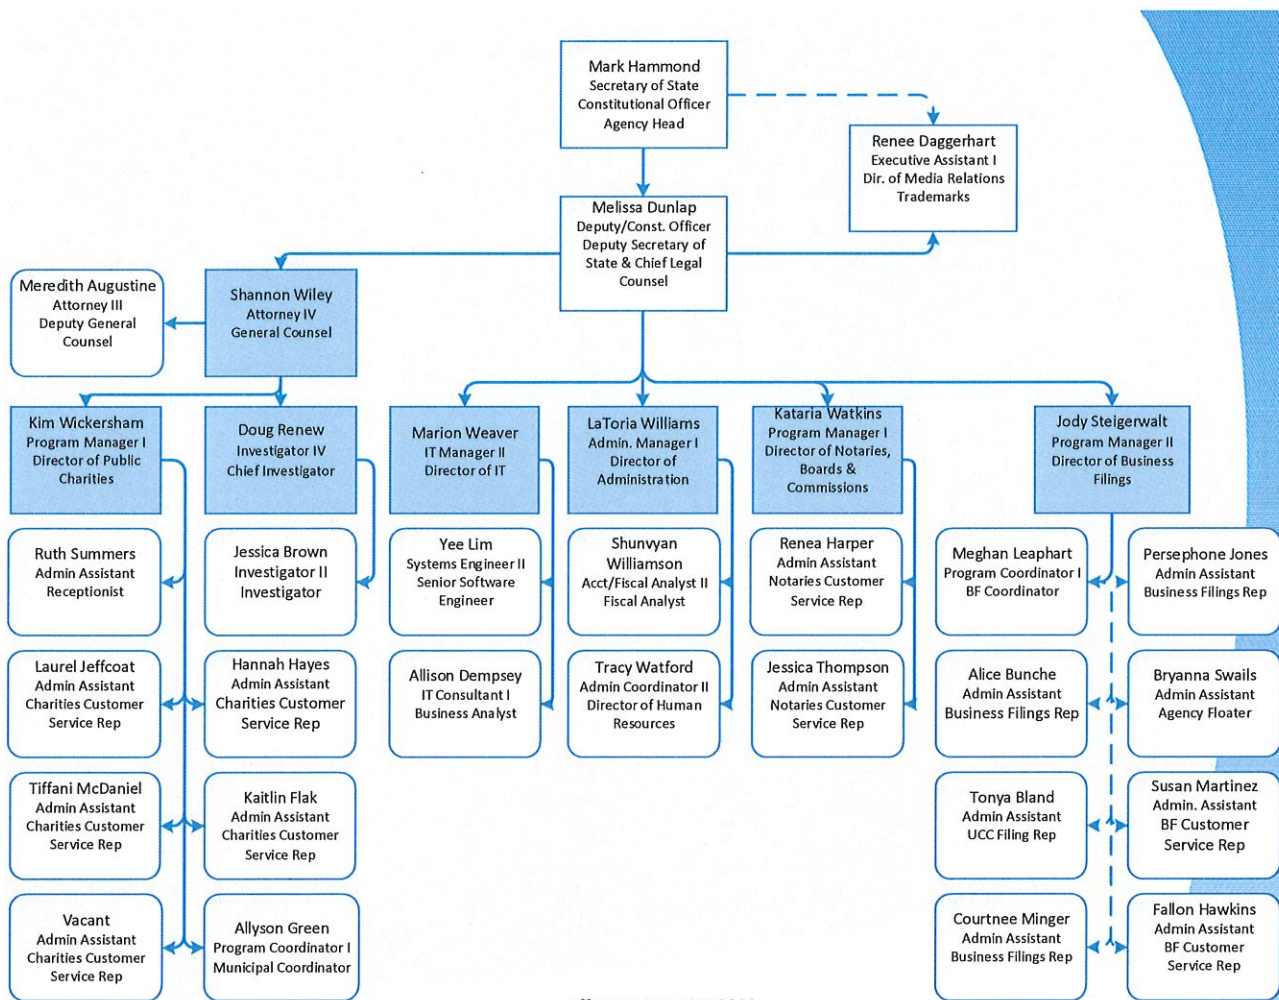 Mark Hammond
Secretary of State
Constitutional Officer
Agency Head
Renee Daggerhart
Executive Assistant I
Dir. of Media Relations
Trademarks
Melissa Dunlap
Deputy/Const. Officer
Deputy Secretary of
State & Chief Legal
Counsel
Meredith Augustine
Attorney III
Deputy General
Counsel
Shannon Wiley
Attorney IV
General Counsel
Kim Wickersham
Program Manager I
Director of Public
Charities
Doug Renew
Investigator IV
Chief Investigator
Marion Weaver
IT Manager II
Director of IT
LaToria Williams
Admin. Manager I
Director of
Administration
Kataria Watkins
Program Manager I
Director of Notaries,
Boards &
Commissions
Jody Steigerwalt
Program Manager II
Director of Business
Filings
Ruth Summers
Admin Assistant
Receptionist
Jessica Brown
Investigator II
Investigator
Yee Lim
Systems Engineer II
Senior Software
Engineer
Shunvyan
Williamson
Acct/Fiscal Analyst II
Fiscal Analyst
Renea Harper
Admin Assistant
Notaries Customer
Service Rep
Meghan Leaphart
Program Coordinator I
BF Coordinator
Persephone Jones
Admin Assistant
Business Filings Rep
Laurel Jeffcoat
Admin Assistant
Charities Customer
Service Rep
Hannah Hayes
Admin Assistant
Charities Customer
Service Rep
Allison Dempsey
IT Consultant I
Business Analyst
Tracy Watford
Admin Coordinator II
Director of Human
Resources
Jessica Thompson
Admin Assistant
Notaries Customer
Service Rep
Alice Bunche
Admin Assistant
Business Filings Rep
Bryanna Swails
Admin Assistant
Agency Floater
Tiffani McDaniel
Admin Assistant
Charities Customer
Service Rep
Kaitlin Flak
Admin Assistant
Charities Customer
Service Rep
Tonya Bland
Admin Assistant
UCC Filing Rep
Susan Martinez
Admin. Assistant
BF Customer
Service Rep
Vacant
Admin Assistant
Charities Customer
Service Rep
Allyson Green
Program Coordinator I
Municipal Coordinator
Courtnee Minger
Admin Assistant
Business Filings Rep
Fallon Hawkins
Admin Assistant
BF Customer
Service Rep